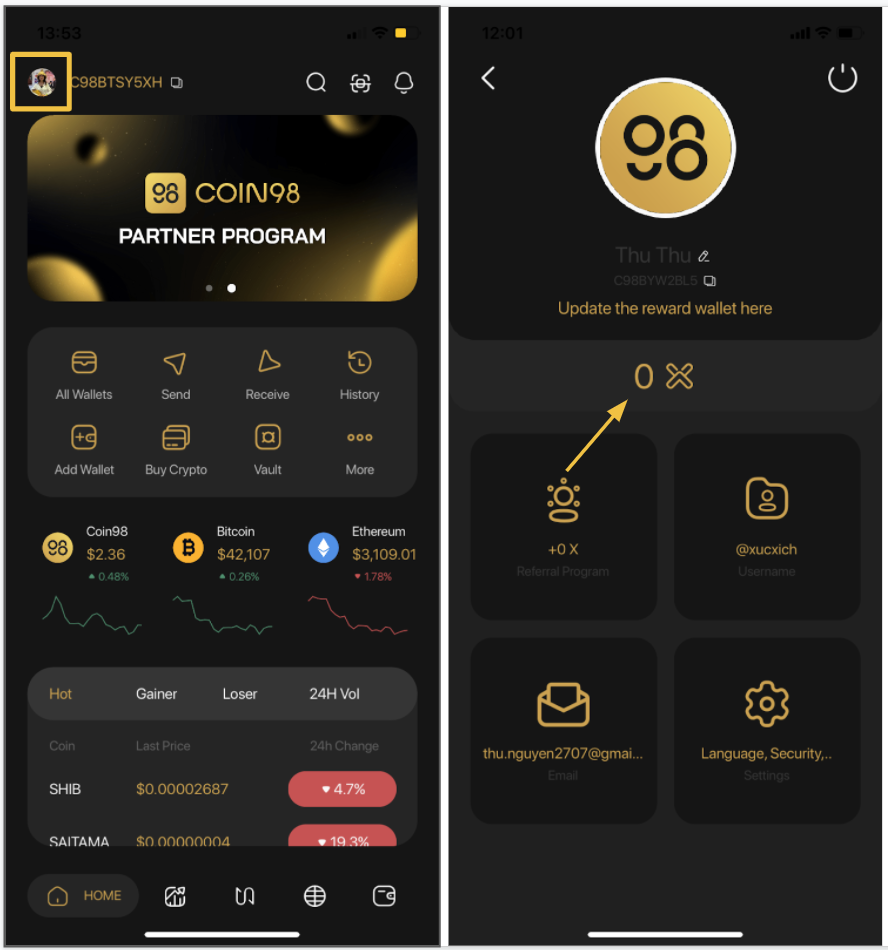 13:53
C98BTSY5XH
98 COIN98
PARTNER PROGRAM
All Wallets Send Receive History
Add Wallet Buy Crypto Vault More
Coin98 Bitcoin Ethereum
$2.36 $42,107 $3,109.01
0.48% 0.26% 1.78%
Hot Gainer Loser 24H Vol
Coin Last Price 24h Change
SHIB $0.00002687 4.7%
SAITAMA $0.00000004 19.3%
HOME
12:01
98
Thu Thu
C98BYW2BL5
Update the reward wallet here
0
+0 X
Referral Program
@xucxich
Username
thu.nguyen2707@gmai...
Email
Language, Security,..
Settings